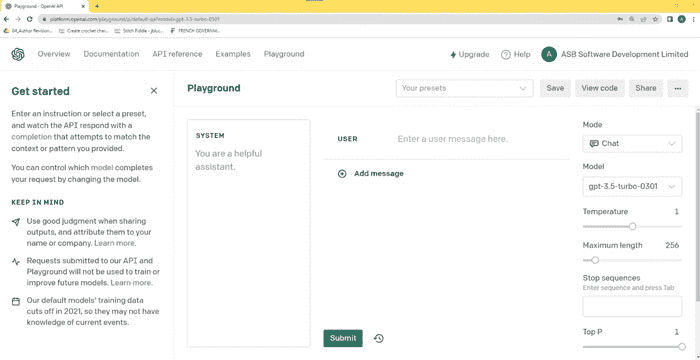 Playground - OpenAI API
platform.openai.com/playground/p/default-qa?model=gpt-3.5-turbo-0301
04_Author Revision...
Create crochet char...
Stitch Fiddle
FRENCH GOVERNM...
Overview
Documentation
API reference
Examples
Playground
Upgrade
Help
A
ASB Software Development Limited
Get started
Enter an instruction or select a preset,
and watch the API respond with a
completion that attempts to match the
context or pattern you provided.
You can control which model completes
your request by changing the model.
KEEP IN MIND
Use good judgment when sharing
outputs, and attribute them to your
name or company. Learn more.
Requests submitted to our API and
Playground will not be used to train or
improve future models. Learn more.
Our default models' training data
cuts off in 2021, so they may not have
knowledge of current events.
Playground
Your presets
Save
View code
Share
...
SYSTEM
You are a helpful
assistant.
USER
Enter a user message here.
Add message
Submit
Mode
Chat
Model
gpt-3.5-turbo-0301
Temperature
1
Maximum length
256
Stop sequences
Enter sequence and press Tab
Top P
1